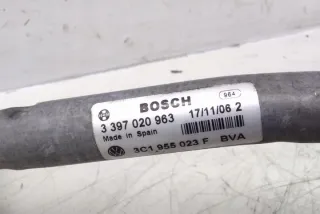 964
BOSCH
3 397 020 963 17/11/06 2
Made in Spain
3C1 955 023 F BVA